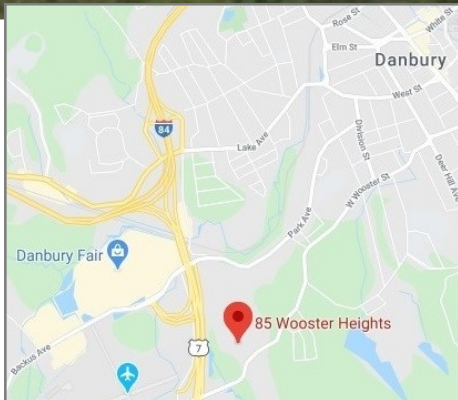 Rose St
White St
Elm St
Danbury
84
West St
Lake Ave
Division St
Deer Hill Ave
W Wooster St
Park Ave
Danbury Fair
85 Wooster Heights
7
Backus Ave